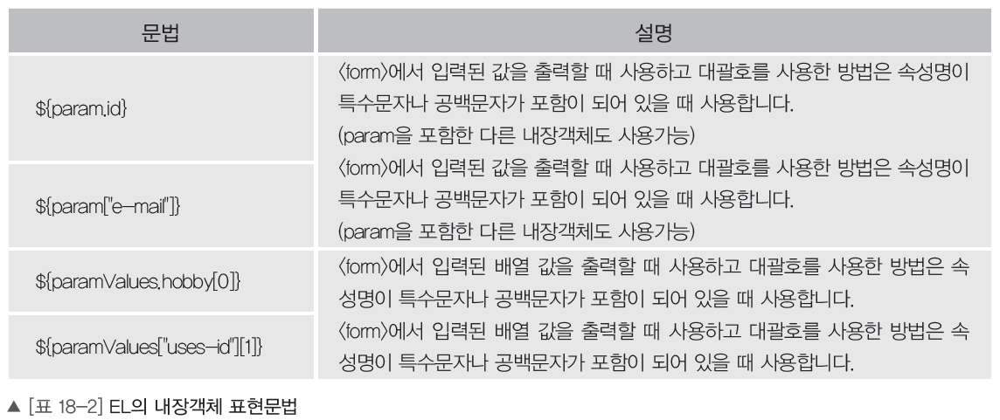 문법
설명
${param.id}
〈form〉에서 입력된 값을 출력할 때 사용하고 대괄호를 사용한 방법은 속성명이
특수문자나 공백문자가 포함이 되어 있을 때 사용합니다.
(param을 포함한 다른 내장객체도 사용가능)
${param["e-mail"]}
〈form〉에서 입력된 값을 출력할 때 사용하고 대괄호를 사용한 방법은 속성명이
특수문자나 공백문자가 포함이 되어 있을 때 사용합니다.
(param을 포함한 다른 내장객체도 사용가능)
${paramValues.hobby[0]}
〈form〉에서 입력된 배열 값을 출력할 때 사용하고 대괄호를 사용한 방법은 속
성명이 특수문자나 공백문자가 포함이 되어 있을 때 사용합니다.
${paramValues["uses-id"][1]}
〈form〉에서 입력된 배열 값을 출력할 때 사용하고 대괄호를 사용한 방법은 속
성명이 특수문자나 공백문자가 포함이 되어 있을 때 사용합니다.
▲ [표 18-2] EL의 내장객체 표현문법